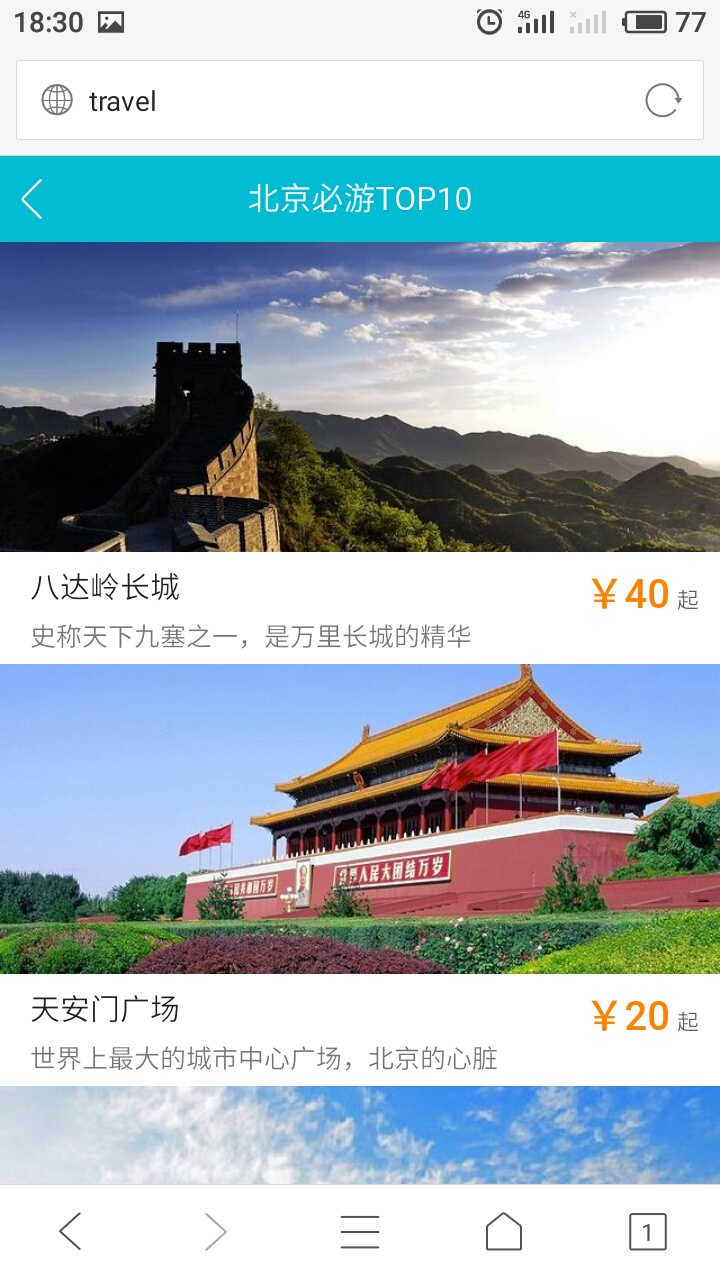 18:30
4G
77
travel
北京必游TOP10
八达岭长城
¥40 起
史称天下九塞之一，是万里长城的精华
世界人民大团结万岁
天安门广场
¥20 起
世界上最大的城市中心广场，北京的心脏
1